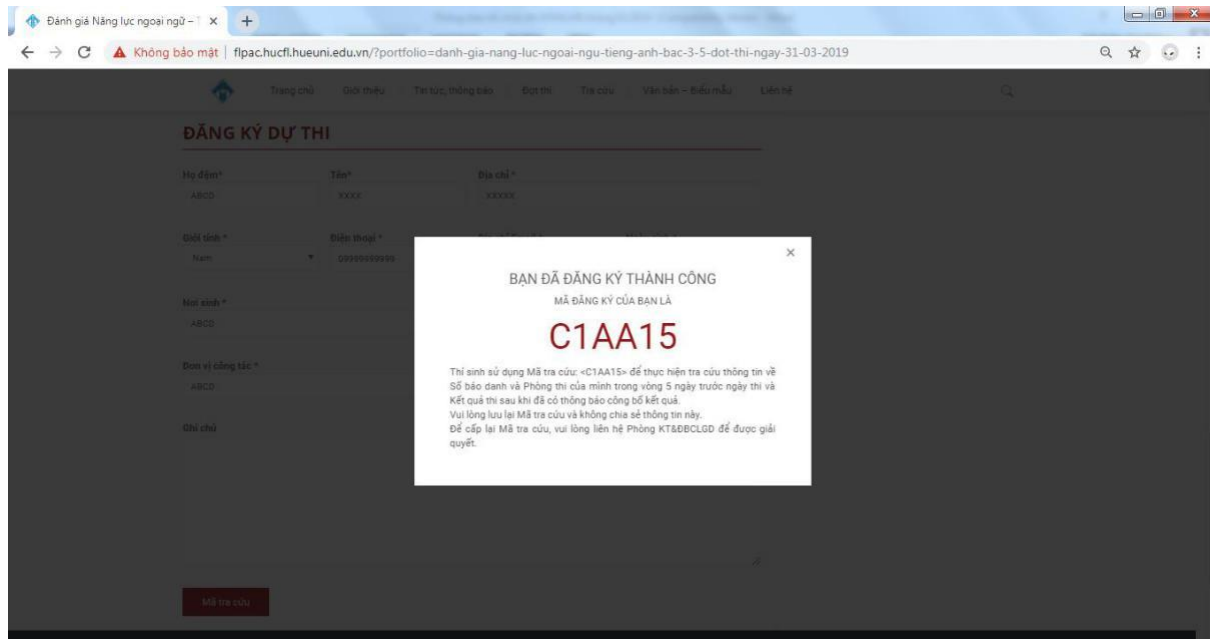 Đánh giá Năng lực ngoại ngữ – T
Không bảo mật | flpac.hucfl.hueuni.edu.vn/?portfolio=danh-gia-nang-luc-ngoai-ngu-tieng-anh-bac-3-5-dot-thi-ngay-31-03-2019
Trang chủ Giới thiệu Tin tức, thông báo Đợt thi Tra cứu Văn bản – Biểu mẫu Liên hệ
ĐĂNG KÝ DỰ THI
Họ đệm* Tên* Địa chỉ *
ABCD XXXX XXXXX
Giới tính * Điện thoại *
Nam
Nơi sinh *
ABCD
Đơn vị công tác *
ABCD
Ghi chú
BẠN ĐÃ ĐĂNG KÝ THÀNH CÔNG
MÃ ĐĂNG KÝ CỦA BẠN LÀ
C1AA15
Thí sinh sử dụng Mã tra cứu: <C1AA15> để thực hiện tra cứu thông tin về
Số báo danh và Phòng thi của mình trong vòng 5 ngày trước ngày thi và
Kết quả thi sau khi đã có thông báo công bố kết quả.
Vui lòng lưu lại Mã tra cứu và không chia sẻ thông tin này.
Để cấp lại Mã tra cứu, vui lòng liên hệ Phòng KT&ĐBCLGD để được giải
quyết.
Mã tra cứu